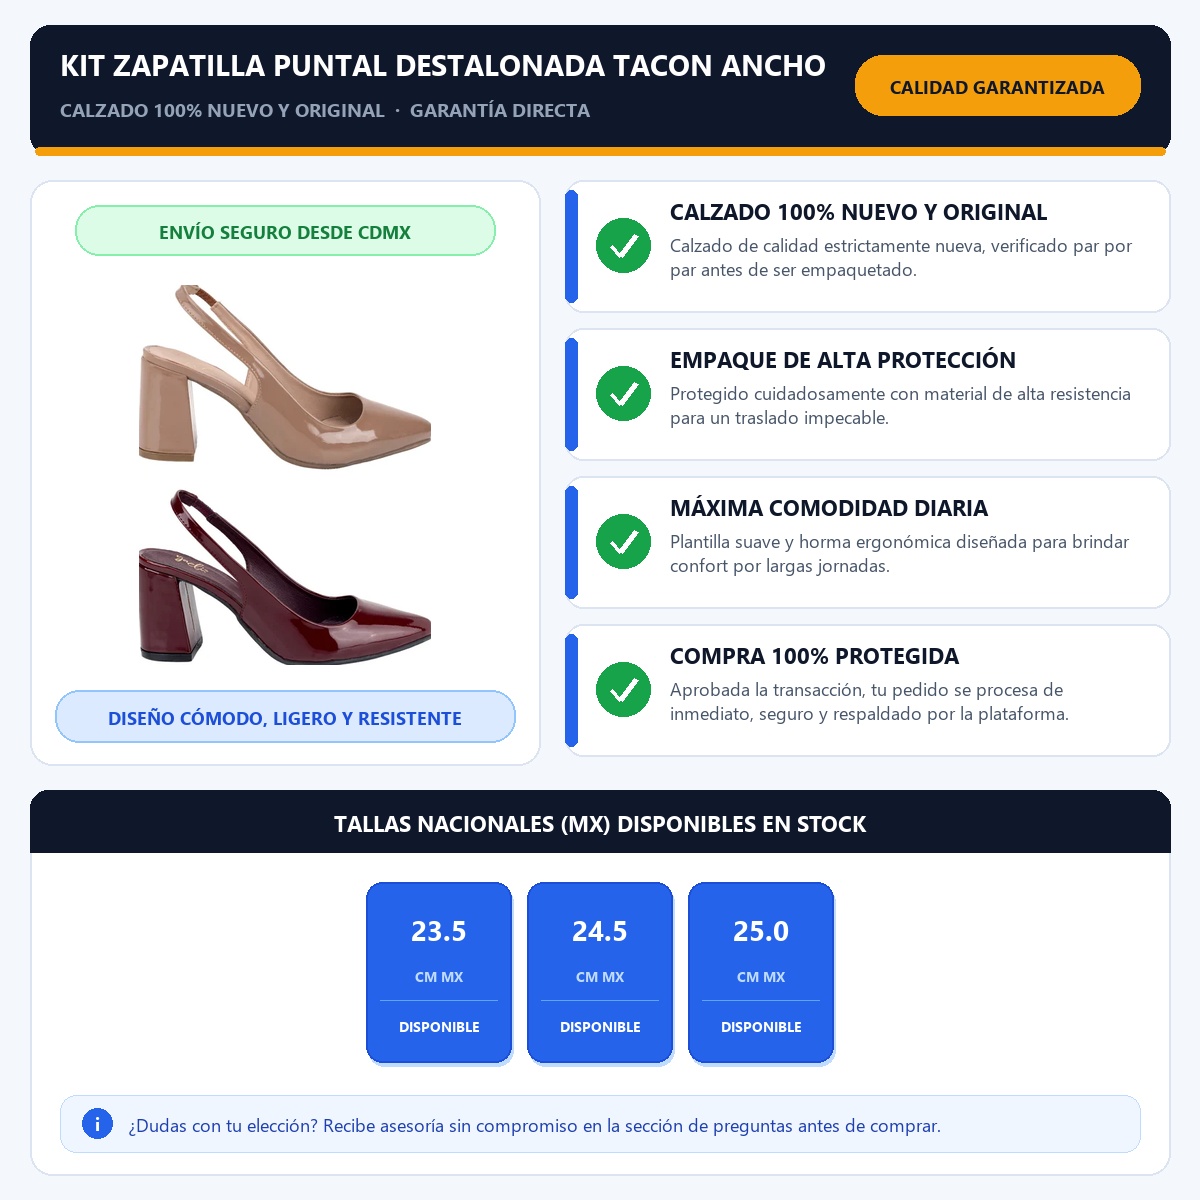 KIT ZAPATILLA PUNTAL DESTALONADA TACON ANCHO
CALZADO 100% NUEVO Y ORIGINAL · GARANTÍA DIRECTA
CALIDAD GARANTIZADA
ENVÍO SEGURO DESDE CDMX
DISEÑO CÓMODO, LIGERO Y RESISTENTE
CALZADO 100% NUEVO Y ORIGINAL
Calzado de calidad estrictamente nueva, verificado par por
par antes de ser empaquetado.
EMPAQUE DE ALTA PROTECCIÓN
Protegido cuidadosamente con material de alta resistencia
para un traslado impecable.
MÁXIMA COMODIDAD DIARIA
Plantilla suave y horma ergonómica diseñada para brindar
confort por largas jornadas.
COMPRA 100% PROTEGIDA
Aprobada la transacción, tu pedido se procesa de
inmediato, seguro y respaldado por la plataforma.
TALLAS NACIONALES (MX) DISPONIBLES EN STOCK
23.5
CM MX
DISPONIBLE
24.5
CM MX
DISPONIBLE
25.0
CM MX
DISPONIBLE
¿Dudas con tu elección? Recibe asesoría sin compromiso en la sección de preguntas antes de comprar.